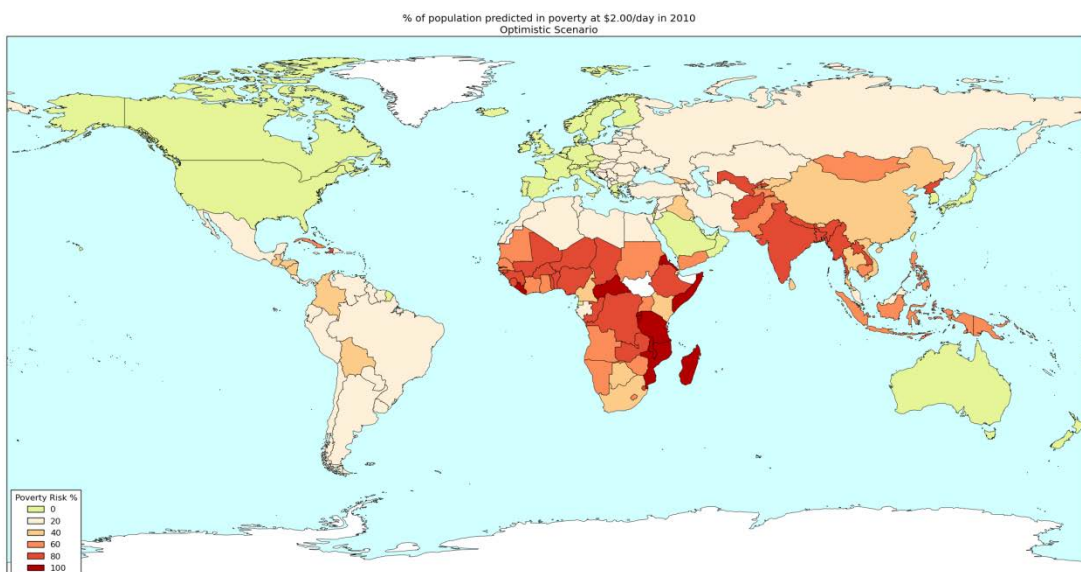 % of population predicted in poverty at $2.00/day in 2010
Optimistic Scenario
Poverty Risk %
0
20
40
60
80
100